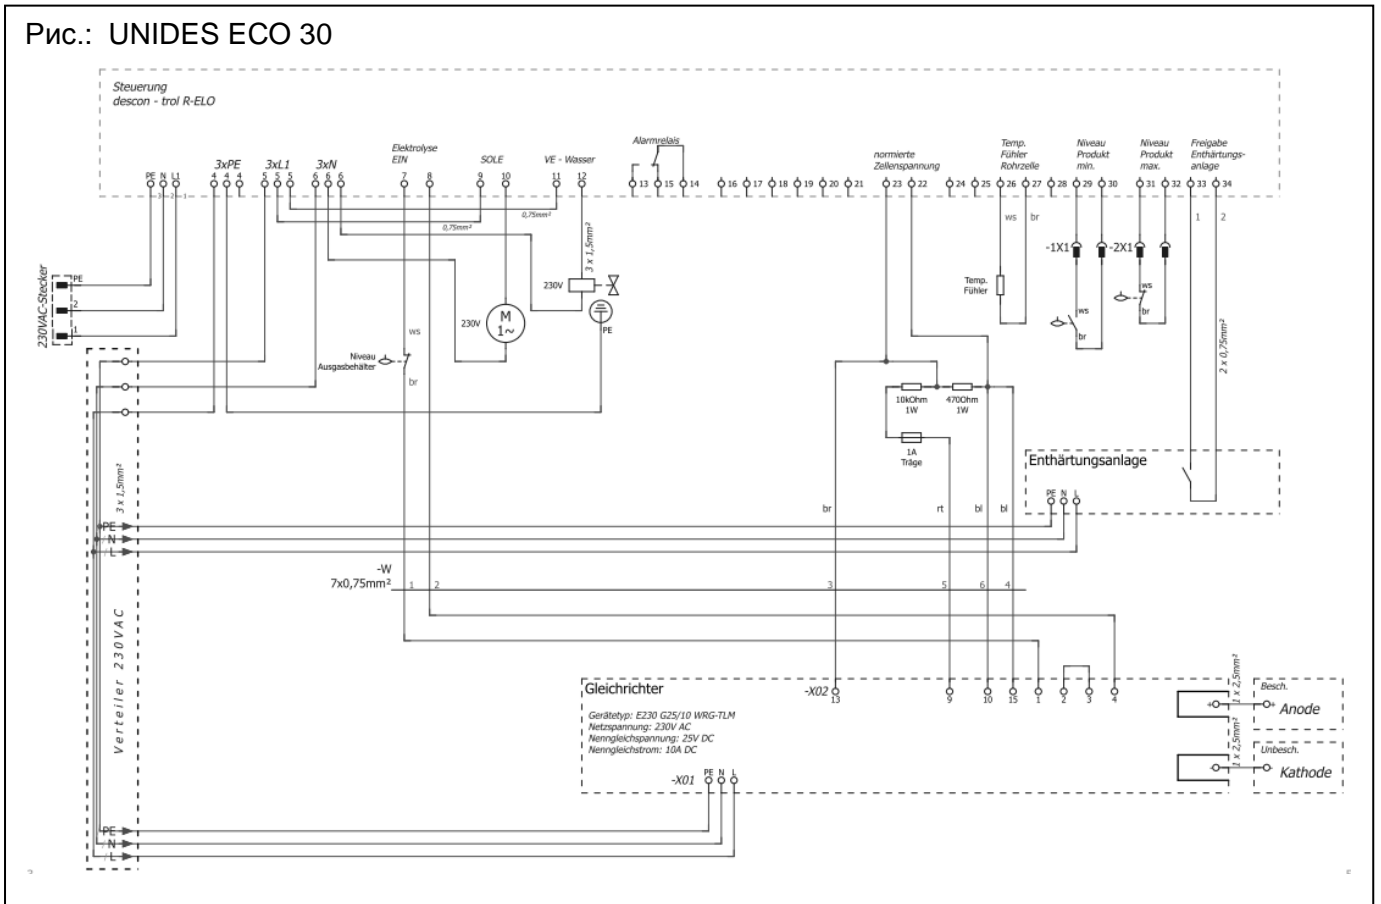 Рис.: UNIDES ECO 30
Steuerung
descon - trol R-ELO
3xPE
3xL1
3xN
Elektrolyse
EIN
SOLE
VE - Wasser
Alarmrelais
normierte
Zellenspannung
Temp.
Fühler
Rohrzelle
Niveau
Produkt
min.
Niveau
Produkt
max.
Freigabe
Enthärtungs-
anlage
PE N L1 4 4 4 5 5 5 6 6 6 7 8 9 10 11 12
13 15 14 16 17 18 19 20 21 23 22 24 25 26 27 28 29 30 31 32 33 34
3 2 1
0,75mm²
0,75mm²
3 x 1,5mm²
ws br
1 2
230VAC-Stecker
PE
2
1
230V
M
1~
230V
PE
-1X1
-2X1
Temp.
Fühler
ws
br
ws
br
ws
br
Niveau
Ausgasbehälter
2 x 0,75mm²
10kOhm
1W
470Ohm
1W
1A
Träge
Enthärtungsanlage
PE N L
3 x 1,5mm²
br rt bl bl
PE
N
L
-W
7x0,75mm²
1 2 3 5 6 4
Verteiler 230VAC
Gleichrichter
Gerätetyp: E230 G25/10 WRG-TLM
Netzspannung: 230V AC
Nenngleichspannung: 25V DC
Nenngleichstrom: 10A DC
-X02
13 9 10 15 1 2 3 4
-X01
PE N L
1 x 2,5mm²
1 x 2,5mm²
+ +
Besch.
Anode
- -
Unbesch.
Kathode
PE
N
L